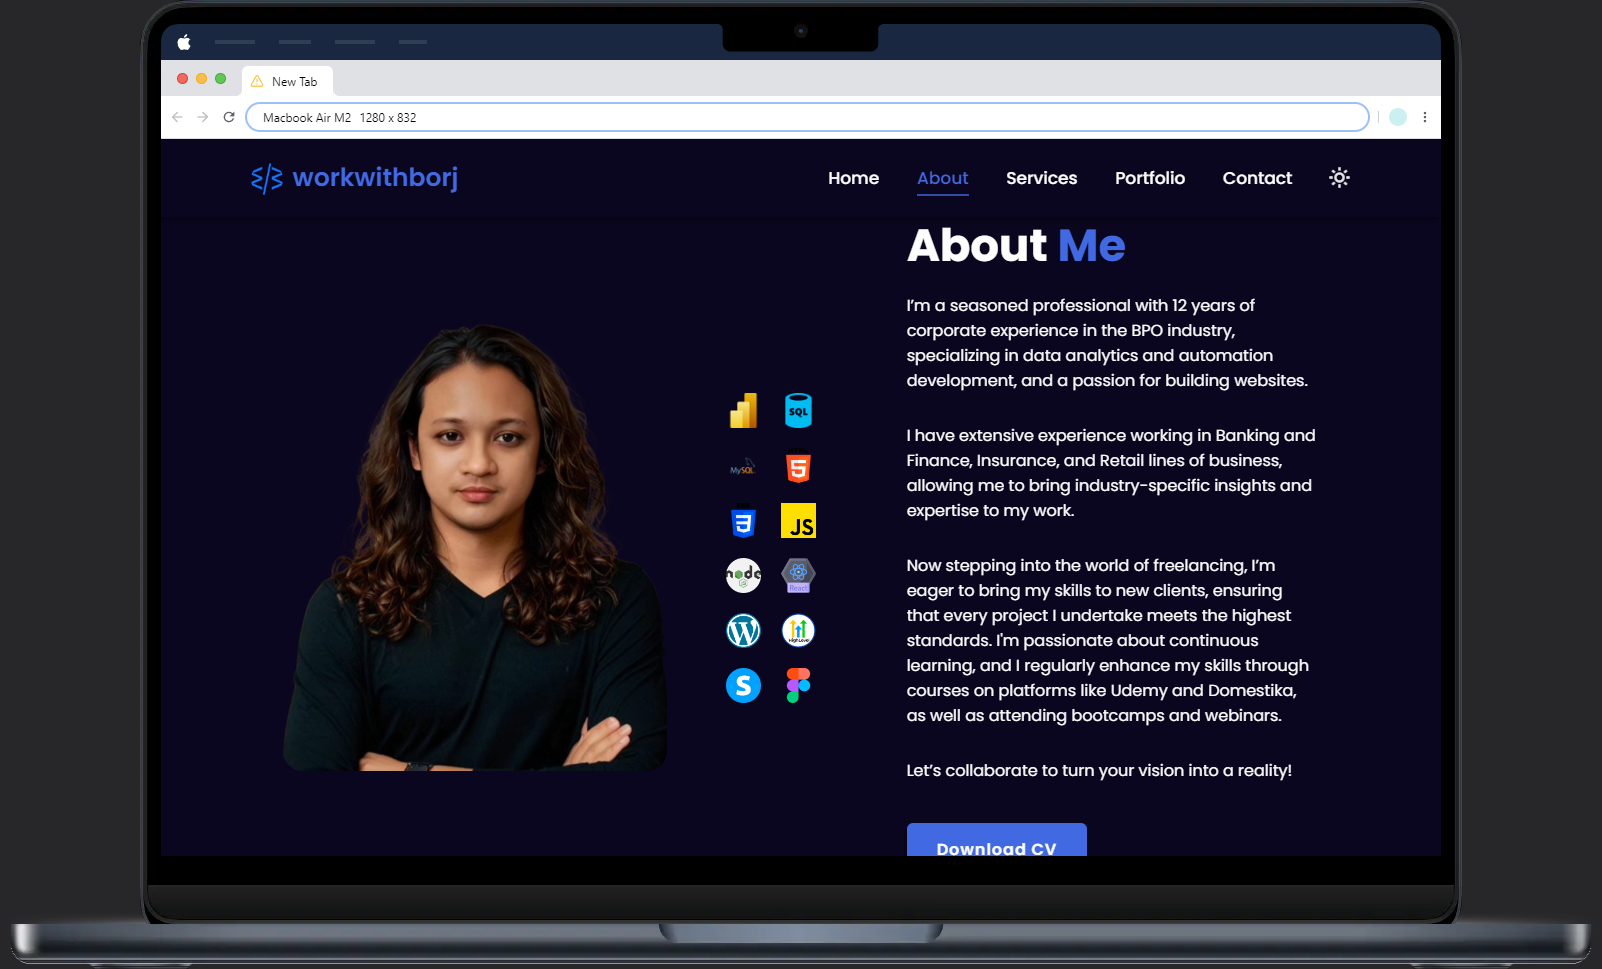 New Tab
Macbook Air M2 1280 x 832
</> workwithborj
Home About Services Portfolio Contact
About Me
I’m a seasoned professional with 12 years of
corporate experience in the BPO industry,
specializing in data analytics and automation
development, and a passion for building websites.
I have extensive experience working in Banking and
Finance, Insurance, and Retail lines of business,
allowing me to bring industry-specific insights and
expertise to my work.
Now stepping into the world of freelancing, I’m
eager to bring my skills to new clients, ensuring
that every project I undertake meets the highest
standards. I'm passionate about continuous
learning, and I regularly enhance my skills through
courses on platforms like Udemy and Domestika,
as well as attending bootcamps and webinars.
Let’s collaborate to turn your vision into a reality!
Download CV
SQL
MySQL
5
3
JS
node
JS
React
W
HighLevel
S